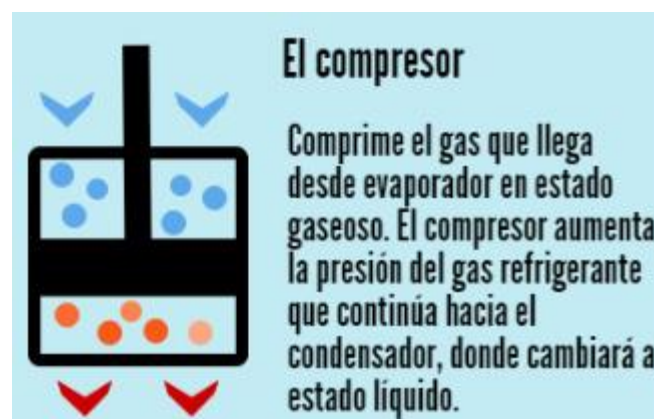 El compresor
Comprime el gas que llega
desde evaporador en estado
gaseoso. El compresor aumenta
la presión del gas refrigerante
que continúa hacia el
condensador, donde cambiará a
estado líquido.